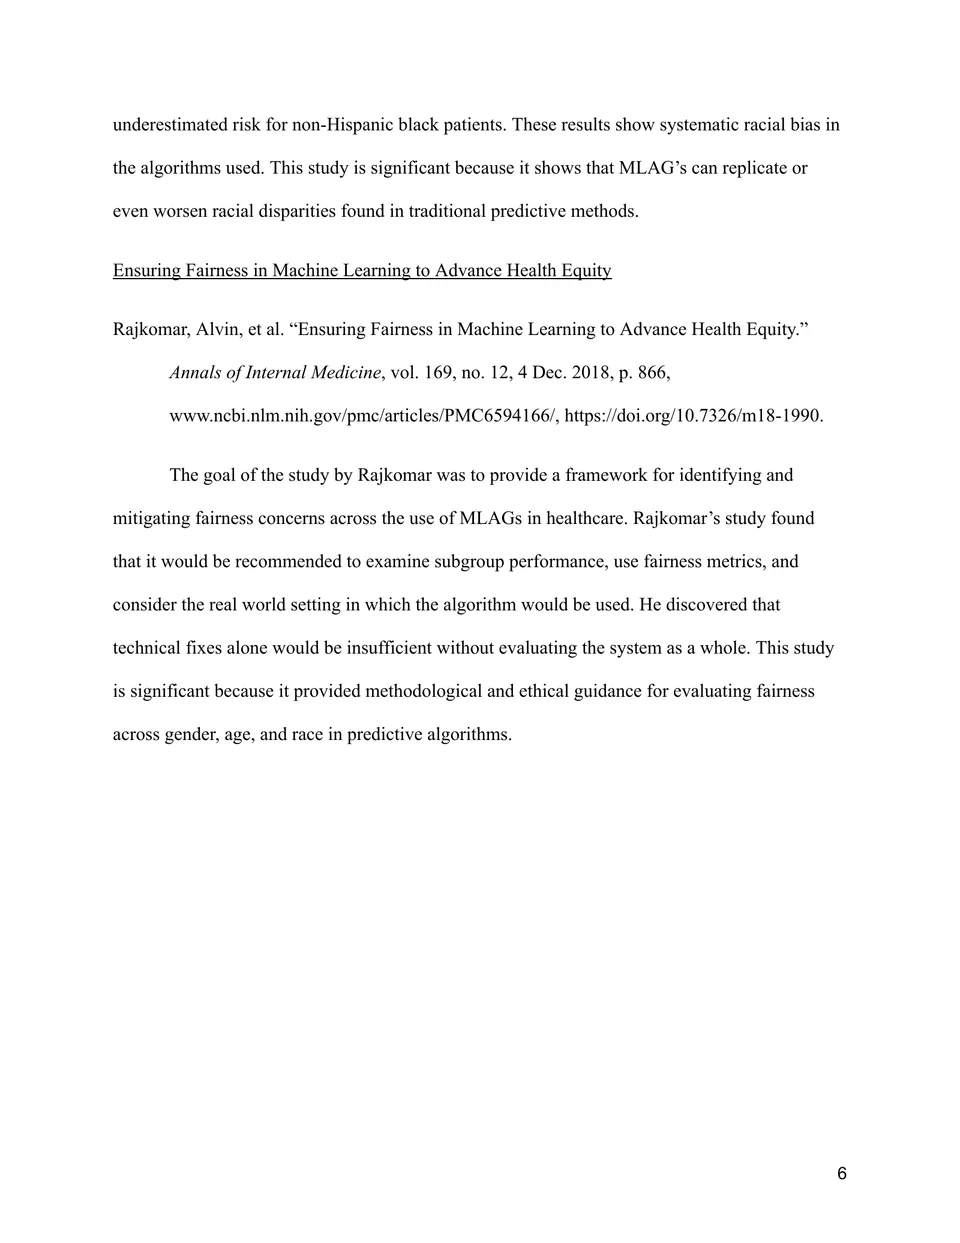 underestimated risk for non-Hispanic black patients. These results show systematic racial bias in
the algorithms used. This study is significant because it shows that MLAG’s can replicate or
even worsen racial disparities found in traditional predictive methods.
Ensuring Fairness in Machine Learning to Advance Health Equity
Rajkomar, Alvin, et al. “Ensuring Fairness in Machine Learning to Advance Health Equity.”
Annals of Internal Medicine, vol. 169, no. 12, 4 Dec. 2018, p. 866,
www.ncbi.nlm.nih.gov/pmc/articles/PMC6594166/, https://doi.org/10.7326/m18-1990.
The goal of the study by Rajkomar was to provide a framework for identifying and
mitigating fairness concerns across the use of MLAGs in healthcare. Rajkomar’s study found
that it would be recommended to examine subgroup performance, use fairness metrics, and
consider the real world setting in which the algorithm would be used. He discovered that
technical fixes alone would be insufficient without evaluating the system as a whole. This study
is significant because it provided methodological and ethical guidance for evaluating fairness
across gender, age, and race in predictive algorithms.
6